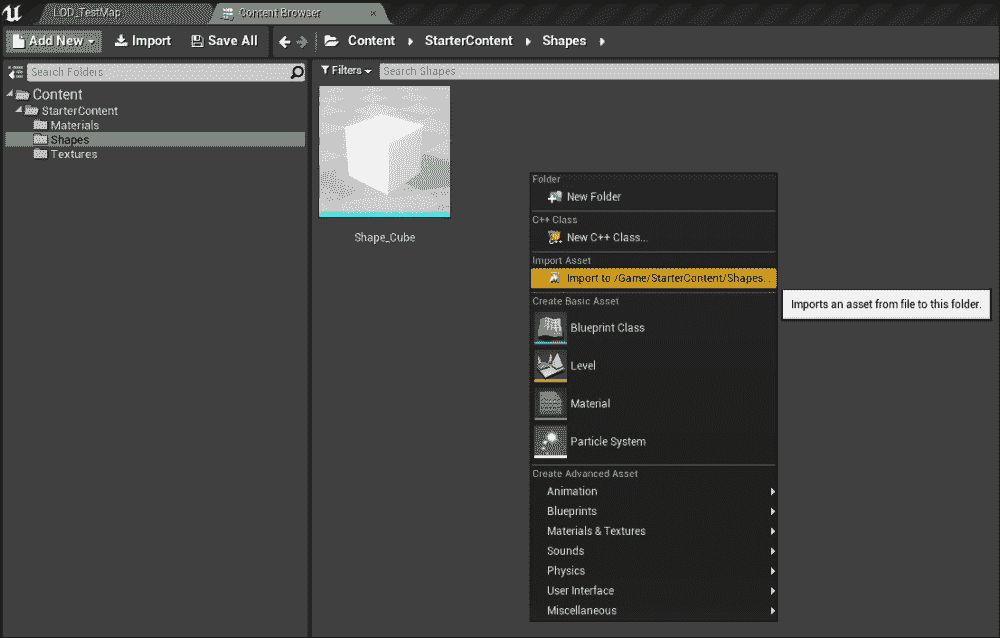 LOD_TestMap
Content Browser
Add New
Import
Save All
Content
StarterContent
Shapes
Search Folders
Filters
Search Shapes
Content
StarterContent
Materials
Shapes
Textures
Shape_Cube
Folder
New Folder
C++ Class
New C++ Class...
Import Asset
Import to /Game/StarterContent/Shapes...
Imports an asset from file to this folder.
Create Basic Asset
Blueprint Class
Level
Material
Particle System
Create Advanced Asset
Animation
Blueprints
Materials & Textures
Sounds
Physics
User Interface
Miscellaneous